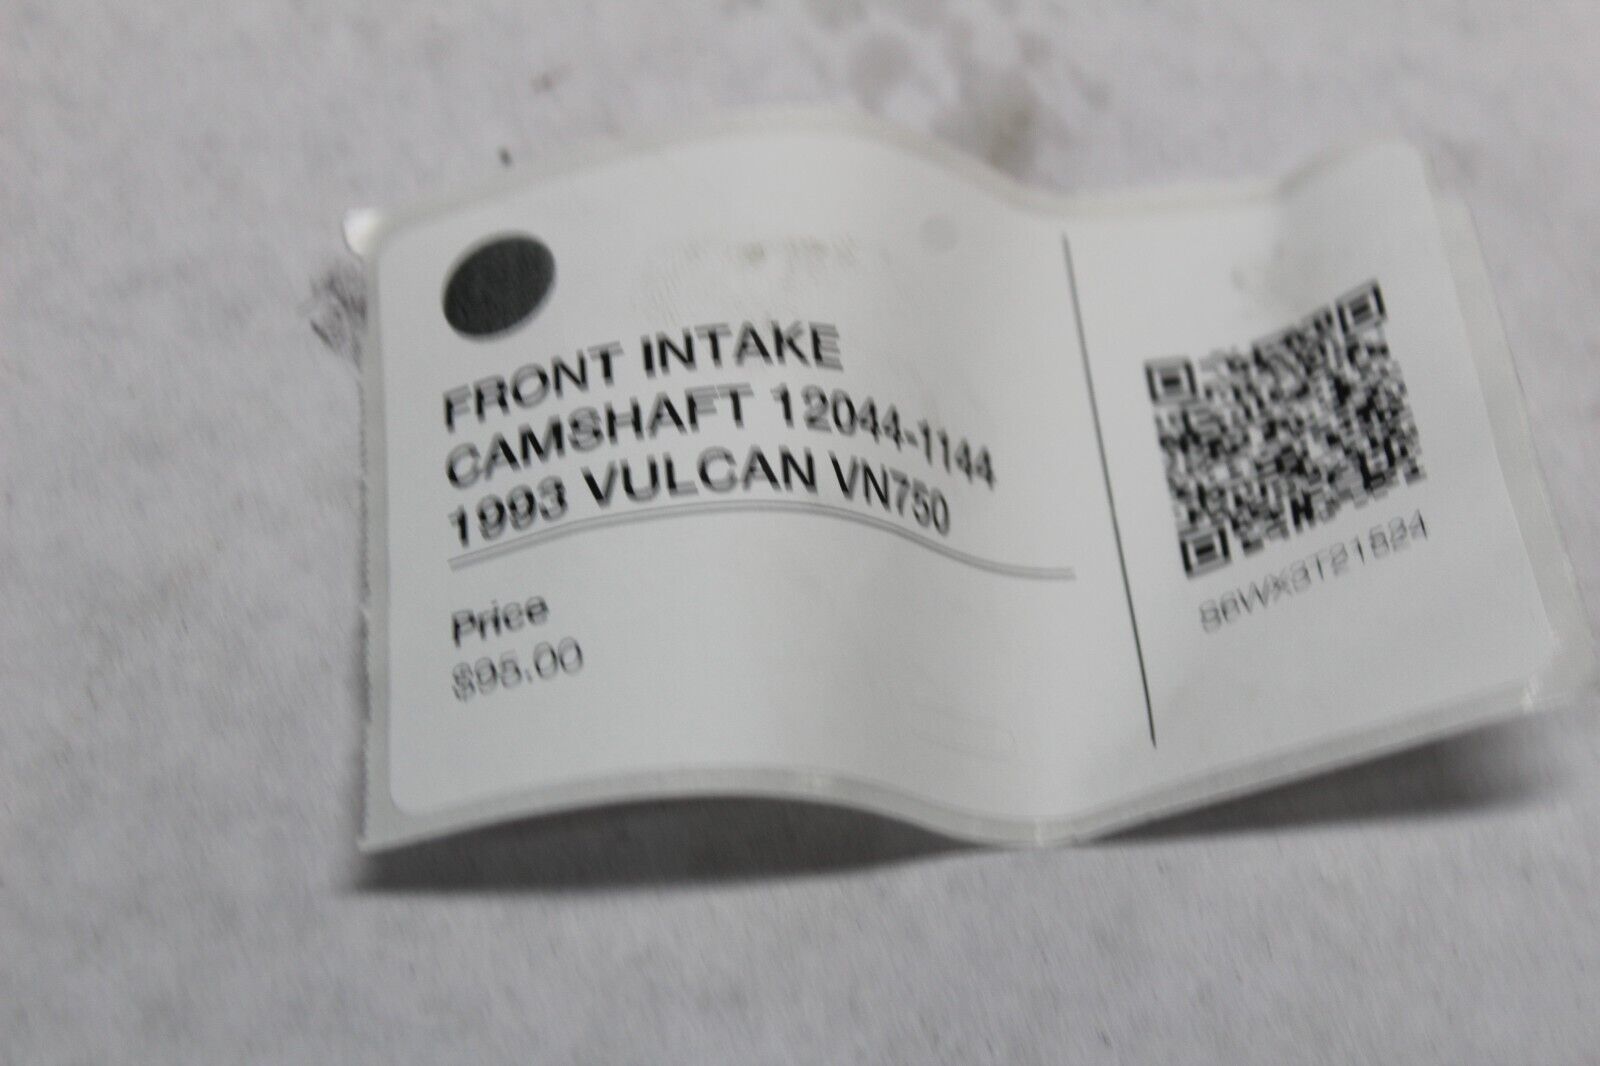 FRONT INTAKE
CAMSHAFT 12044-1144
1993 VULCAN VN750
Price
$95.00